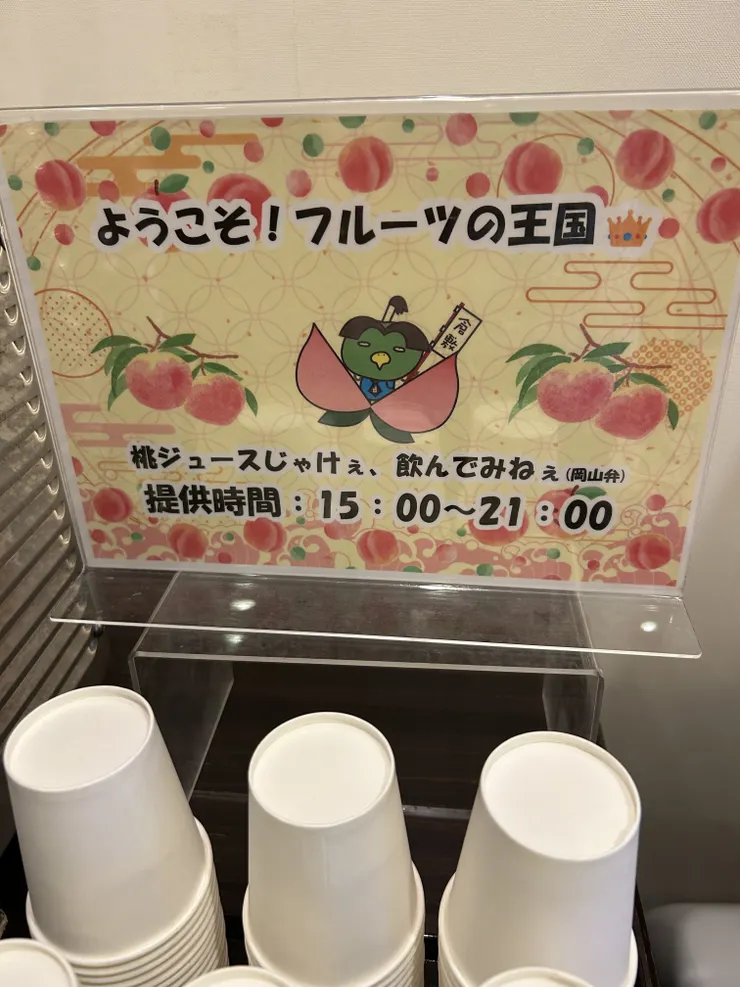 ようこそ!フルーツの王国
倉敷
桃ジュースじゃけぇ、飲んでみねぇ(岡山弁)
提供時間:15:00〜21:00